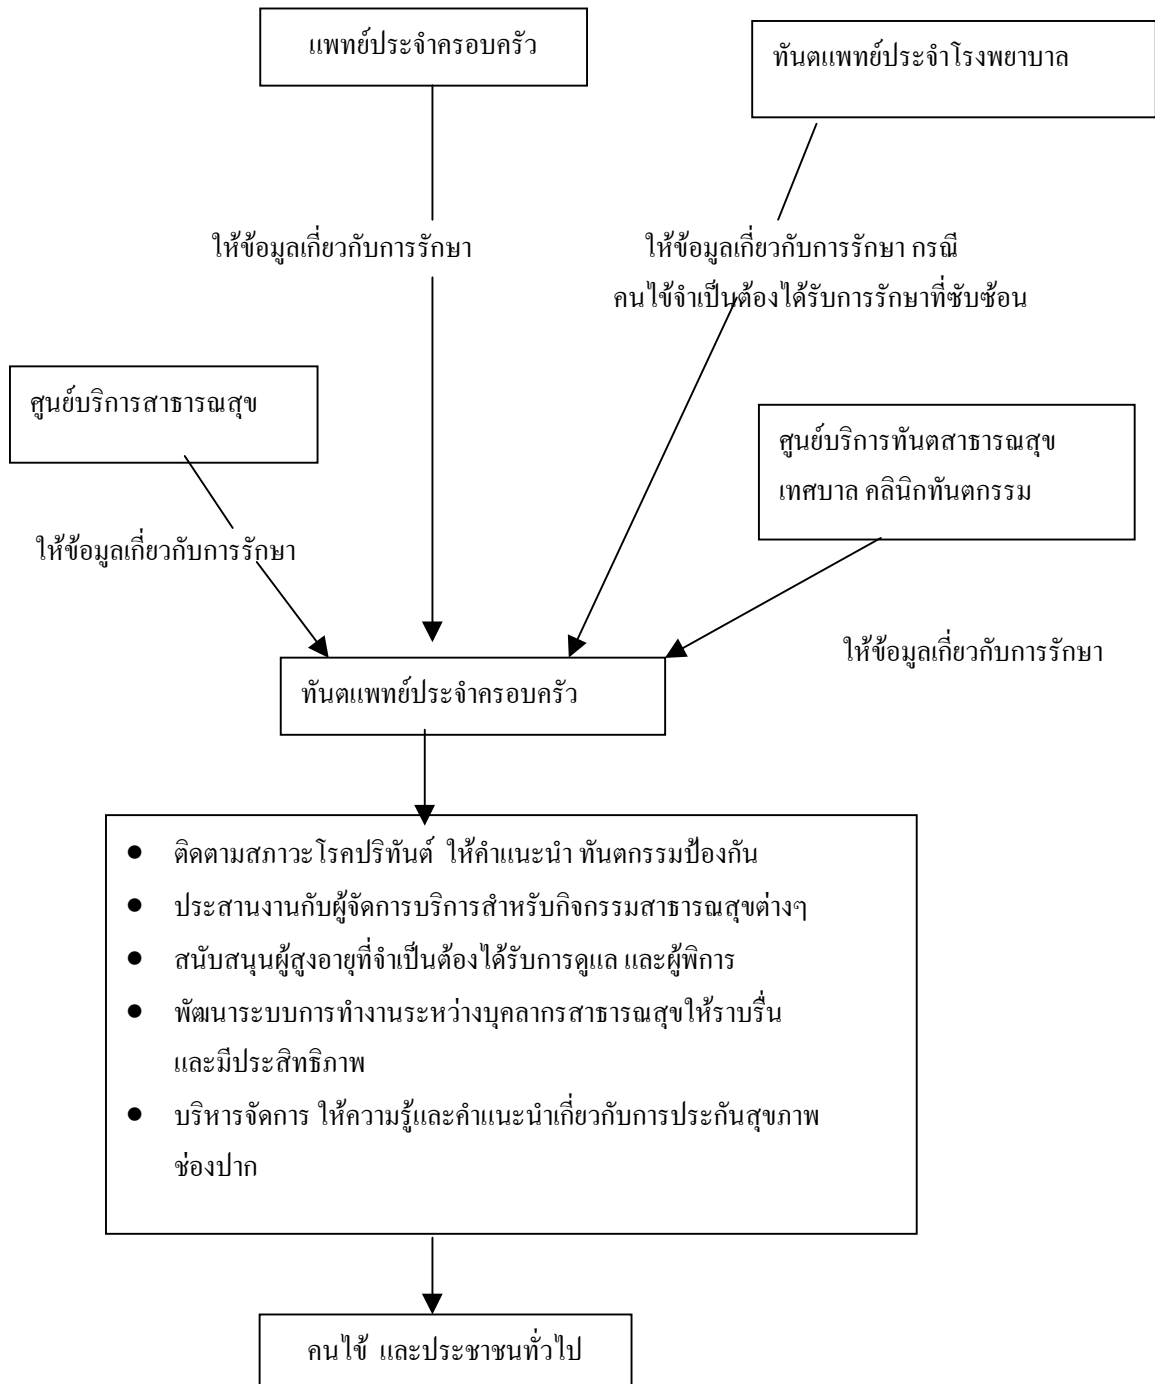 แพทย์ประจำครอบครัว
ทันตแพทย์ประจำโรงพยาบาล
ให้ข้อมูลเกี่ยวกับการรักษา
ให้ข้อมูลเกี่ยวกับการรักษา กรณี
คนไข้จำเป็นต้องได้รับการรักษาที่ซับซ้อน
ศูนย์บริการสาธารณสุข
ศูนย์บริการทันตสาธารณสุข
เทศบาล คลินิกทันตกรรม
ให้ข้อมูลเกี่ยวกับการรักษา
ให้ข้อมูลเกี่ยวกับการรักษา
ทันตแพทย์ประจำครอบครัว
● ติดตามสภาวะโรคปริทันต์ ให้คำแนะนำ ทันตกรรมป้องกัน
● ประสานงานกับผู้จัดการบริการสำหรับกิจกรรมสาธารณสุขต่างๆ
● สนับสนุนผู้สูงอายุที่จำเป็นต้องได้รับการดูแล และผู้พิการ
● พัฒนาระบบการทำงานระหว่างบุคลากรสาธารณสุขให้ราบรื่น
และมีประสิทธิภาพ
● บริหารจัดการ ให้ความรู้และคำแนะนำเกี่ยวกับการประกันสุขภาพ
ช่องปาก
คนไข้ และประชาชนทั่วไป